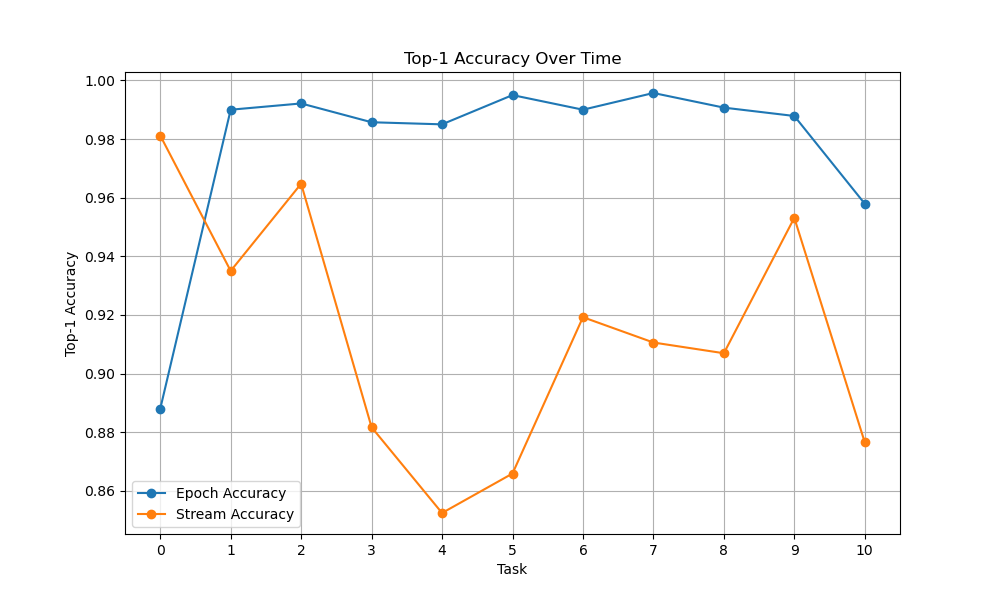 Top-1 Accuracy Over Time
1.00
0.98
0.96
0.94
0.92
0.90
0.88
0.86
Top-1 Accuracy
Epoch Accuracy
Stream Accuracy
0 1 2 3 4 5 6 7 8 9 10
Task